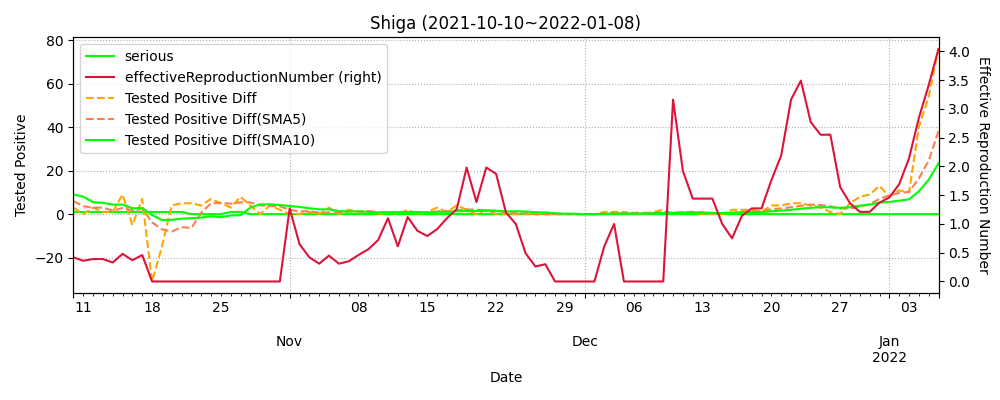 Shiga (2021-10-10~2022-01-08)
serious
effectiveReproductionNumber (right)
Tested Positive Diff
Tested Positive Diff(SMA5)
Tested Positive Diff(SMA10)
80
60
40
20
0
−20
Tested Positive
4.0
3.5
3.0
2.5
2.0
1.5
1.0
0.5
0.0
Effective Reproduction Number
11 18 25 08 15 22 29 06 13 20 27 03
Nov Dec Jan
2022
Date